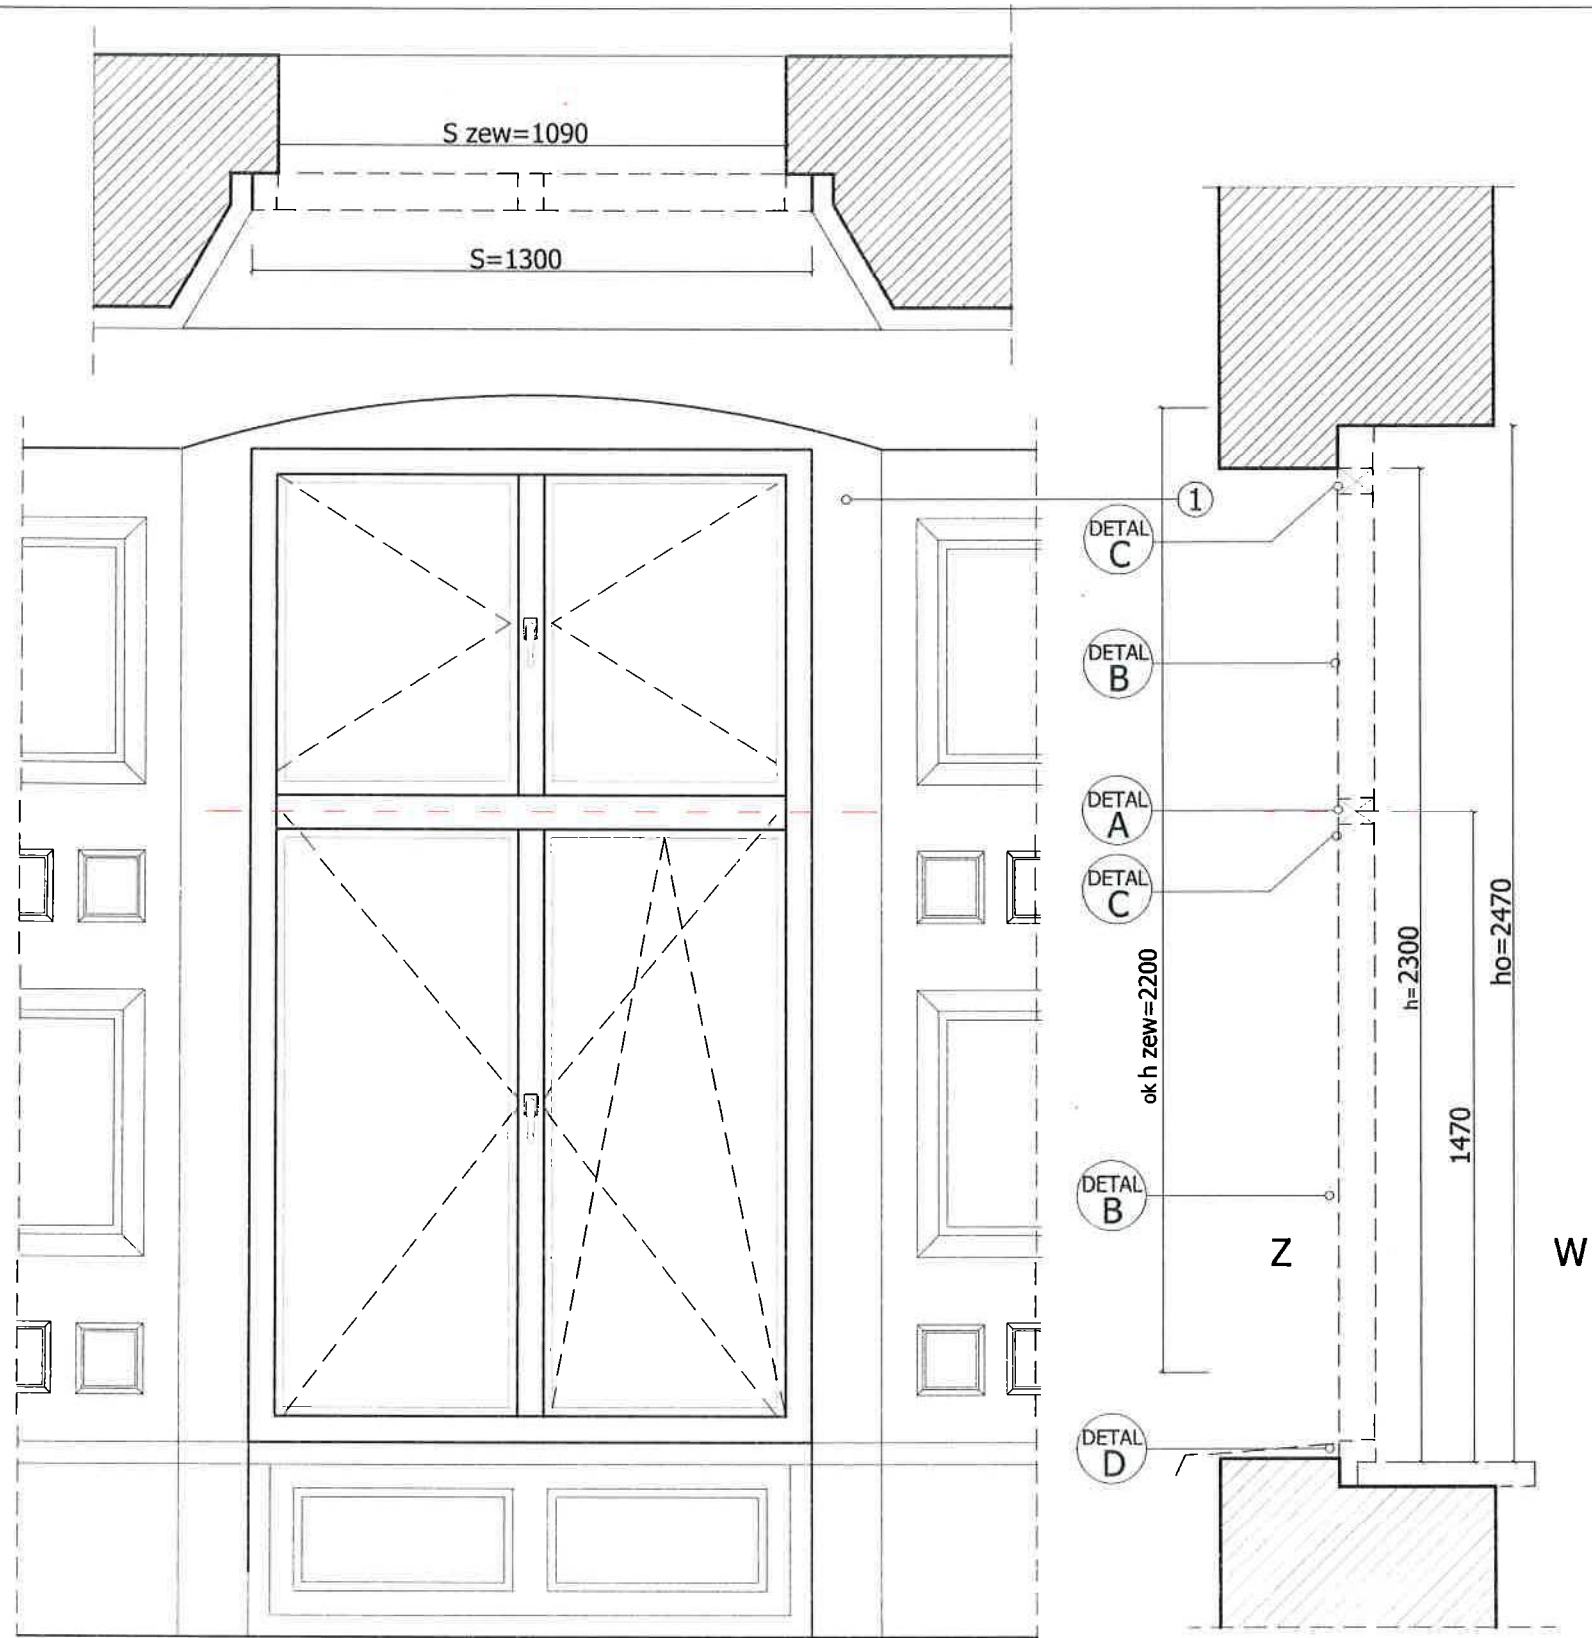 S zew=1090
S=1300
1
DETAL
C
DETAL
B
DETAL
A
DETAL
C
ok h zew=2200
h=2300
ho=2470
1470
DETAL
B
Z
W
DETAL
D